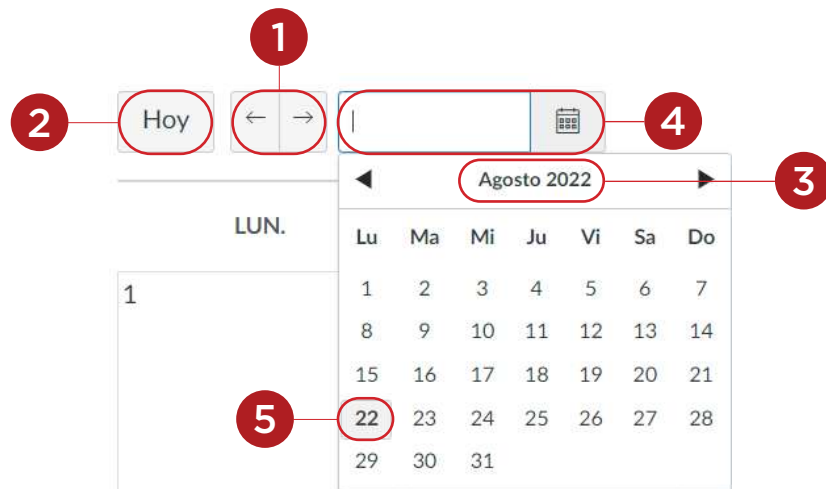 1
2 Hoy ← → 4
◀ Agosto 2022 ▶ 3
LUN. Lu Ma Mi Ju Vi Sa Do
1 1 2 3 4 5 6 7
8 9 10 11 12 13 14
15 16 17 18 19 20 21
5 22 23 24 25 26 27 28
29 30 31